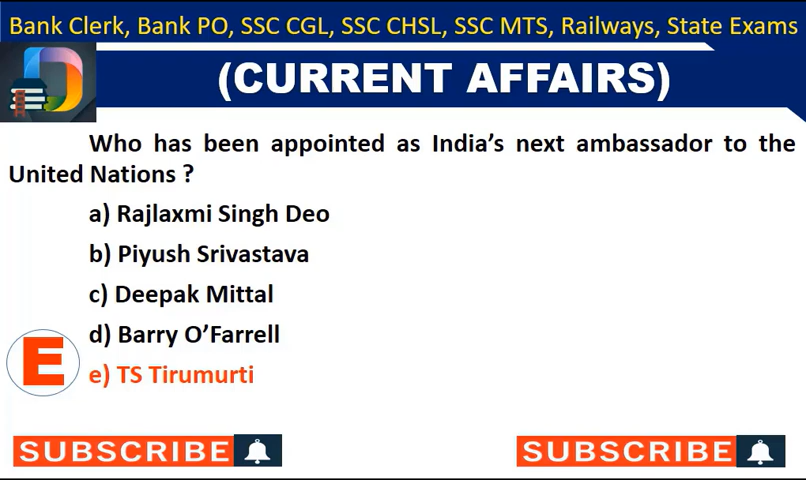 Bank Clerk, Bank PO, SSC CGL, SSC CHSL, SSC MTS, Railways, State Exams
(CURRENT AFFAIRS)
Who has been appointed as India's next ambassador to the
United Nations ?
a) Rajlaxmi Singh Deo
b) Piyush Srivastava
c) Deepak Mittal
d) Barry O'Farrell
E
e) TS Tirumurti
SUBSCRIBE
SUBSCRIBE